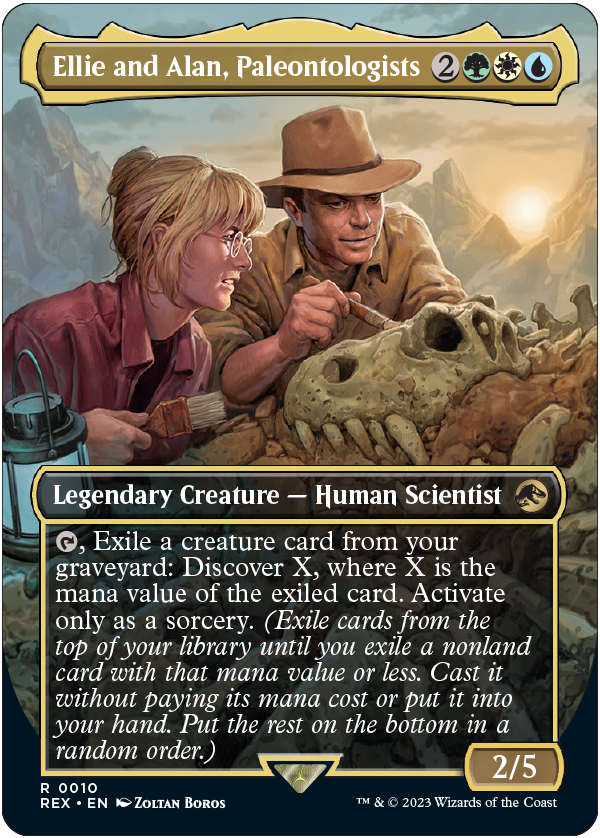 Ellie and Alan, Paleontologists 2
Legendary Creature — Human Scientist
, Exile a creature card from your
graveyard: Discover X, where X is the
mana value of the exiled card. Activate
only as a sorcery. (Exile cards from the
top of your library until you exile a nonland
card with that mana value or less. Cast it
without paying its mana cost or put it into
your hand. Put the rest on the bottom in a
random order.)
2/5
R 0010
REX • EN Zoltan Boros
™ & © 2023 Wizards of the Coast